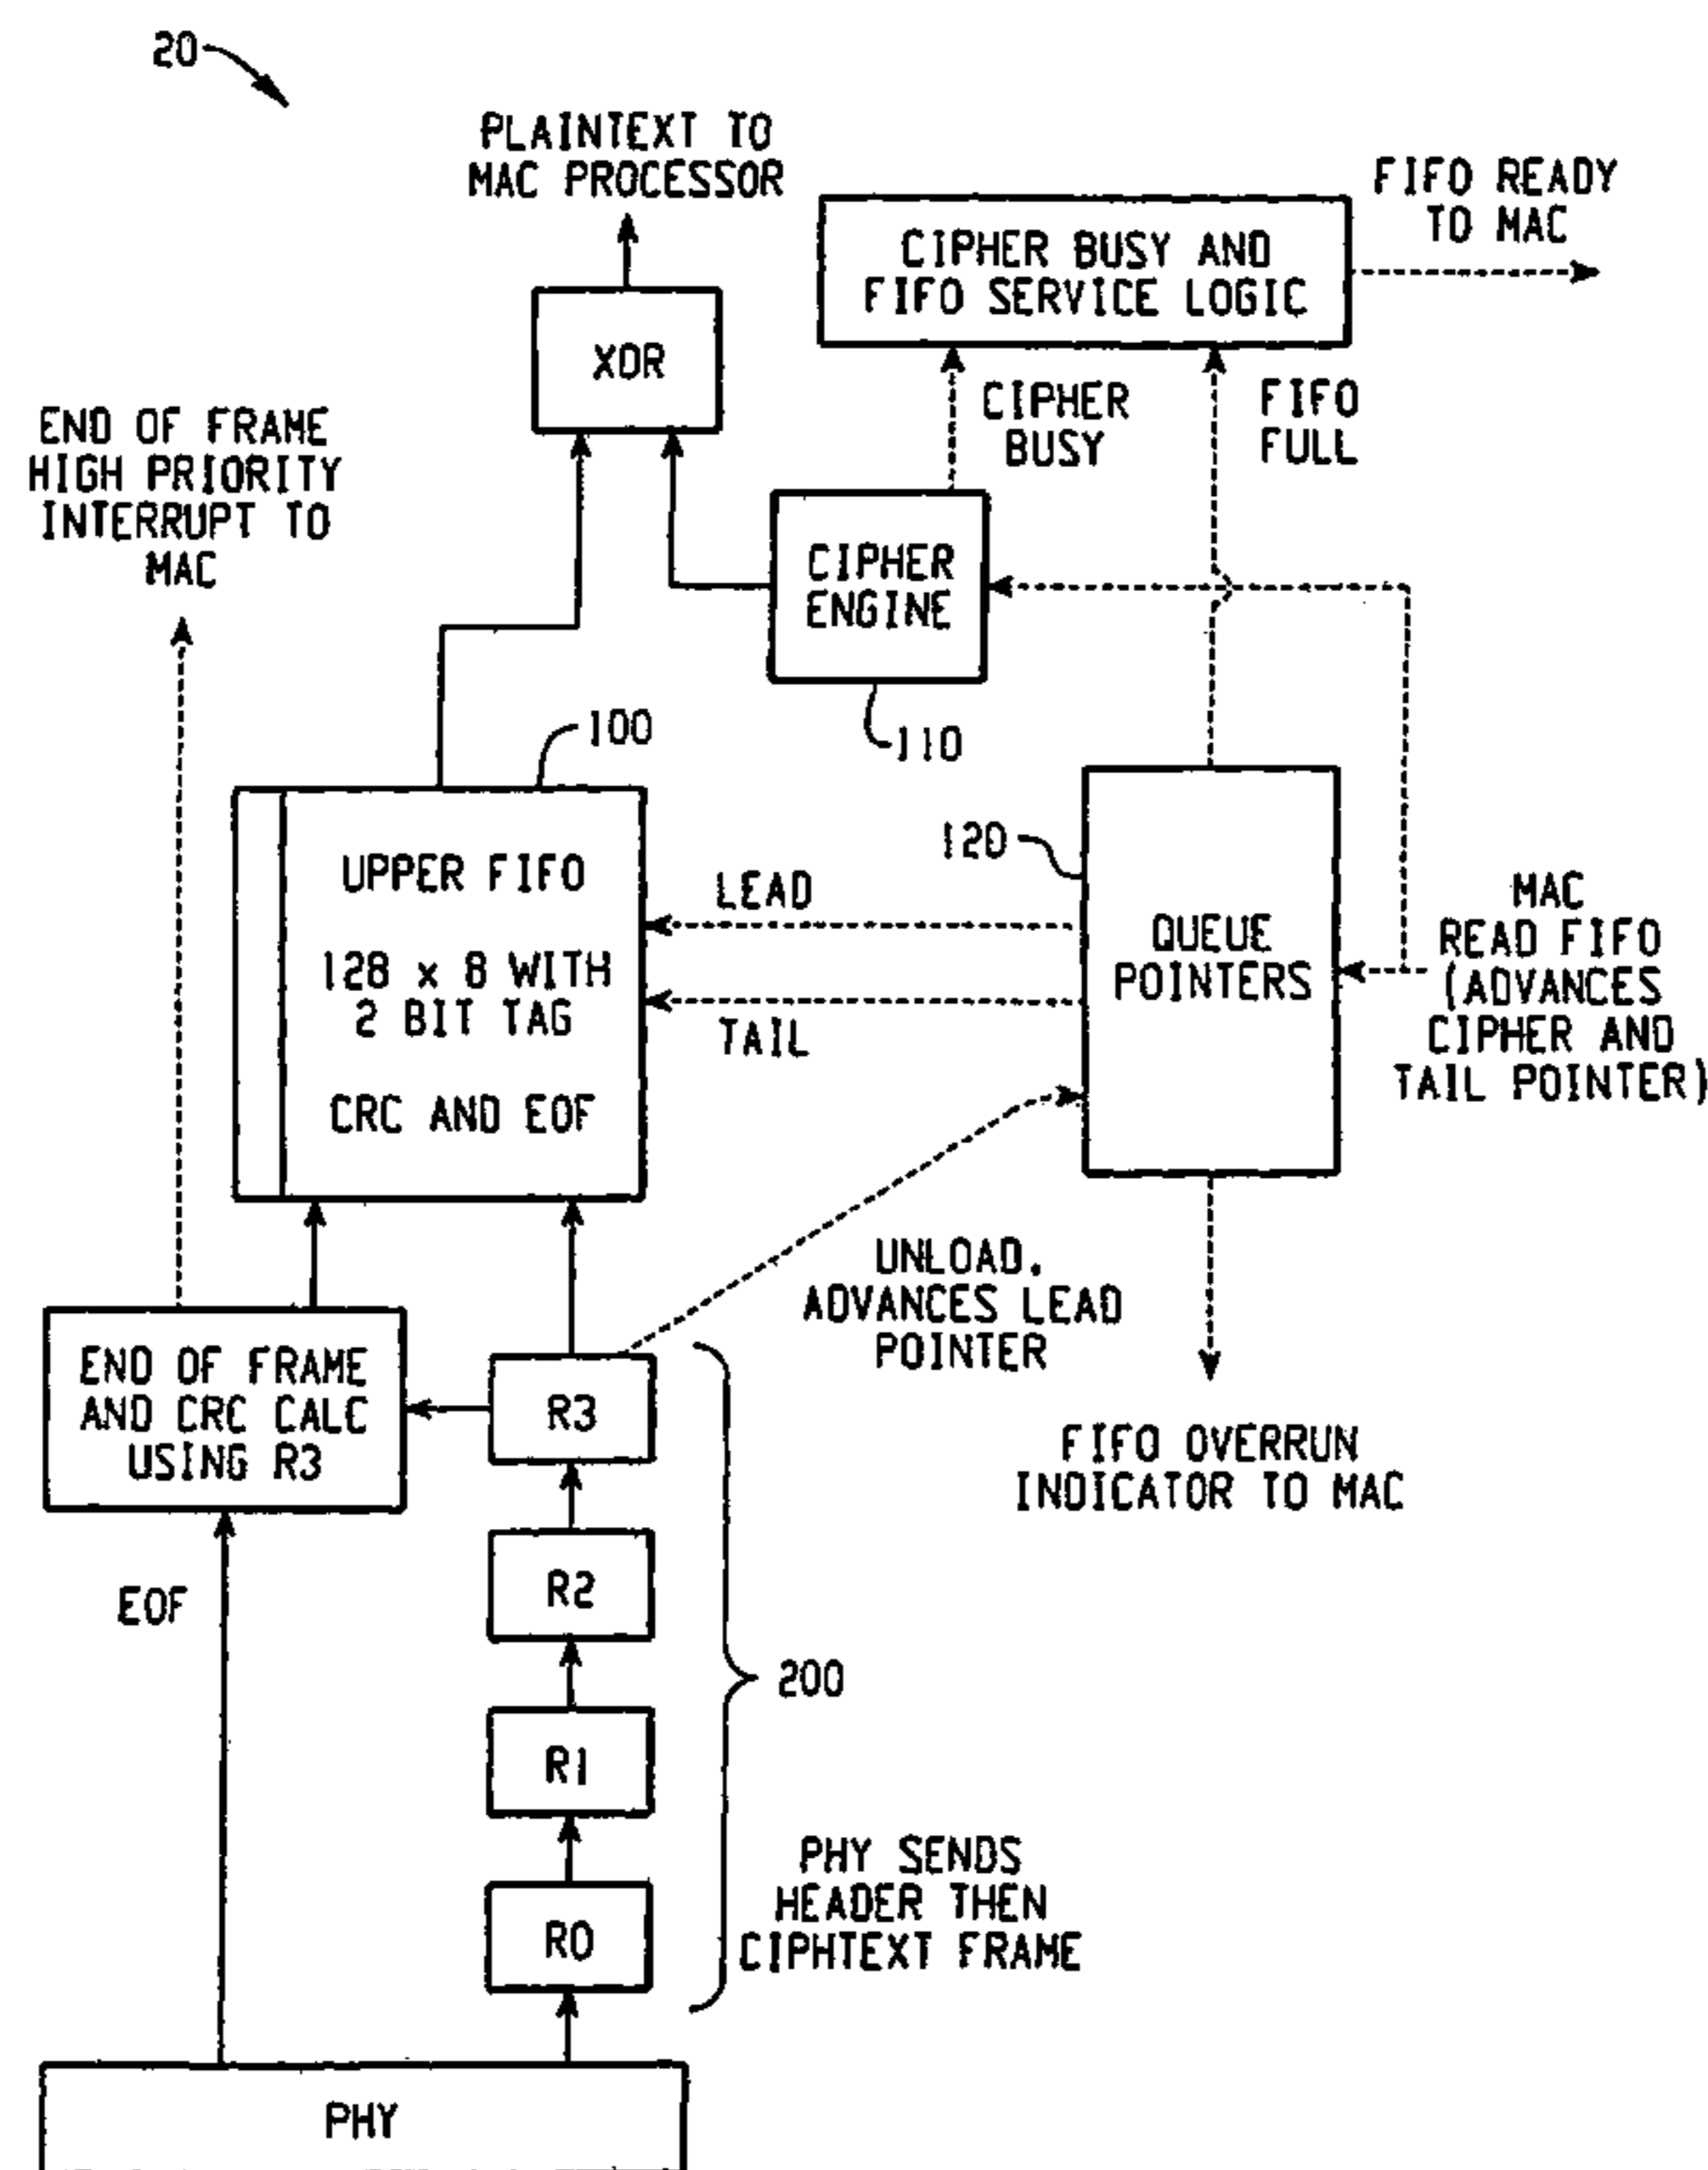 20
PLAINTEXT TO
MAC PROCESSOR
FIFO READY
TO MAC
CIPHER BUSY AND
FIFO SERVICE LOGIC
XOR
END OF FRAME
HIGH PRIORITY
INTERRUPT TO
MAC
CIPHER
BUSY
FIFO
FULL
CIPHER
ENGINE
110
100
120
UPPER FIFO
128 x 8 WITH
2 BIT TAG
CRC AND EOF
LEAD
TAIL
QUEUE
POINTERS
MAC
READ FIFO
(ADVANCES
CIPHER AND
TAIL POINTER)
UNLOAD,
ADVANCES LEAD
POINTER
END OF FRAME
AND CRC CALC
USING R3
R3
FIFO OVERRUN
INDICATOR TO MAC
EOF
R2
200
R1
PHY SENDS
HEADER THEN
CIPHTEXT FRAME
R0
PHY